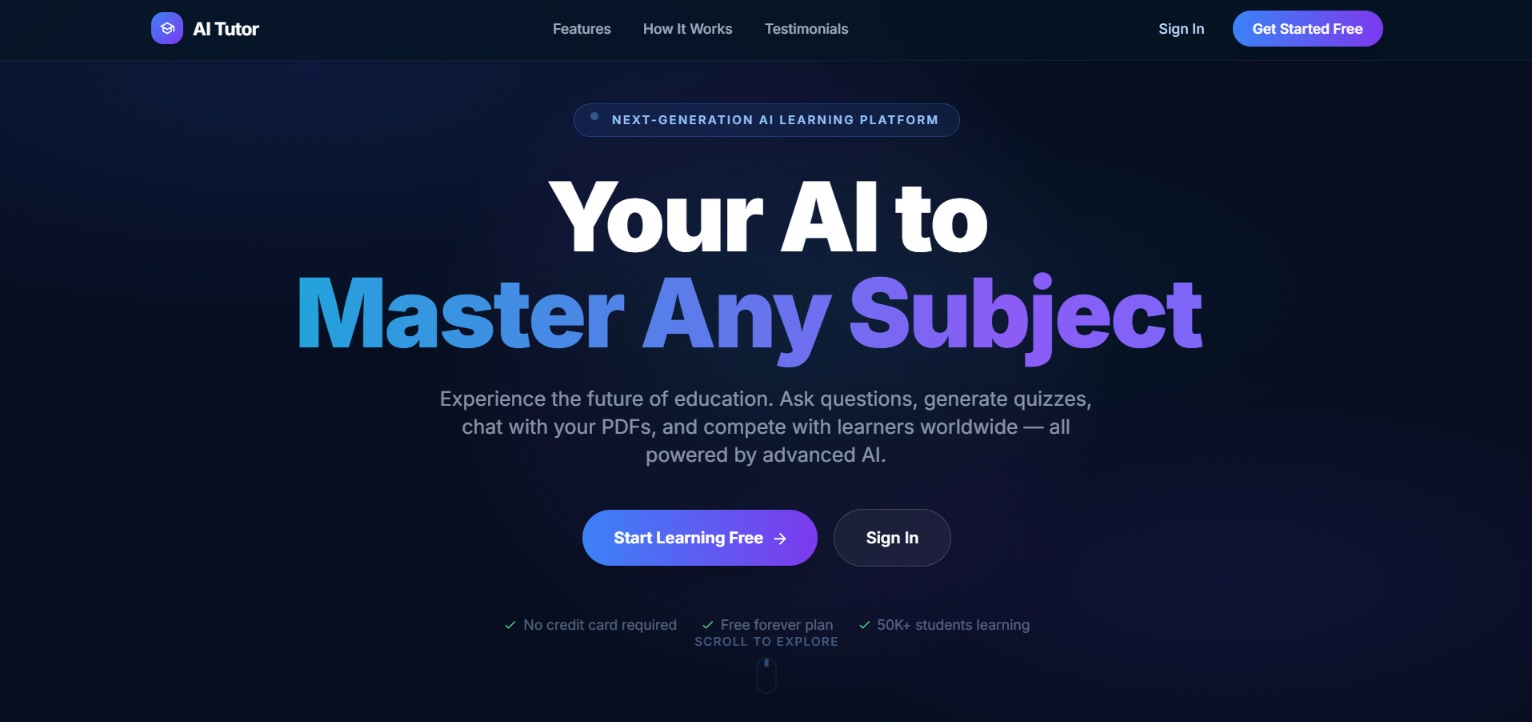 AI Tutor
Features
How It Works
Testimonials
Sign In
Get Started Free
NEXT-GENERATION AI LEARNING PLATFORM
Your AI to
Master Any Subject
Experience the future of education. Ask questions, generate quizzes,
chat with your PDFs, and compete with learners worldwide — all
powered by advanced AI.
Start Learning Free →
Sign In
✓ No credit card required
✓ Free forever plan
✓ 50K+ students learning
SCROLL TO EXPLORE